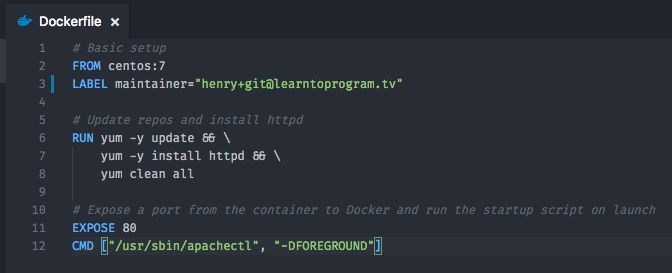 Dockerfile ×
1 # Basic setup
2 FROM centos:7
3 LABEL maintainer="henry+git@learntoprogram.tv"
4
5 # Update repos and install httpd
6 RUN yum -y update && \
7     yum -y install httpd && \
8     yum clean all
9
10 # Expose a port from the container to Docker and run the startup script on launch
11 EXPOSE 80
12 CMD ["/usr/sbin/apachectl", "-DFOREGROUND"]